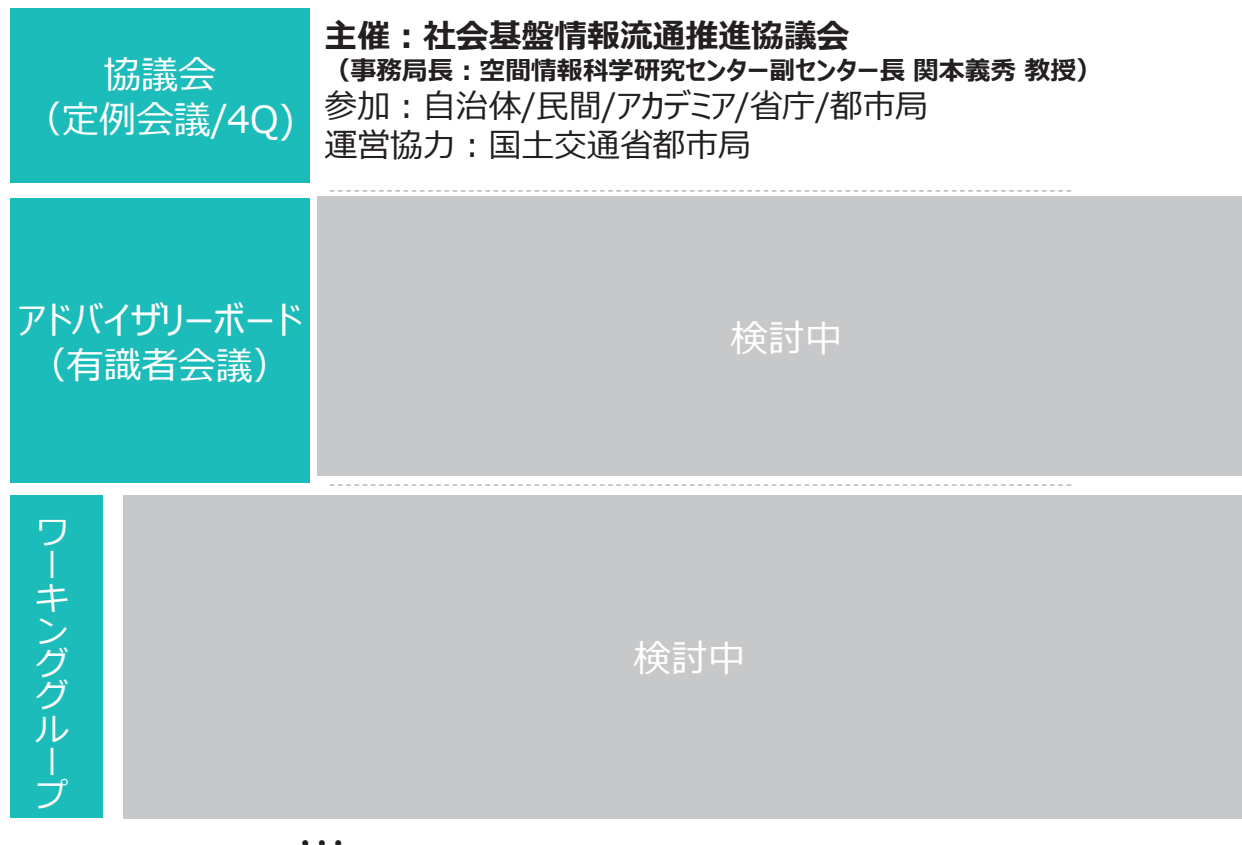 協議会
（定例会議/4Q)
主催：社会基盤情報流通推進協議会
（事務局長：空間情報科学研究センター副センター長 関本義秀 教授）
参加：自治体/民間/アカデミア/省庁/都市局
運営協力：国土交通省都市局
アドバイザリーボード
（有識者会議）
検討中
ワーキンググループ
検討中
…